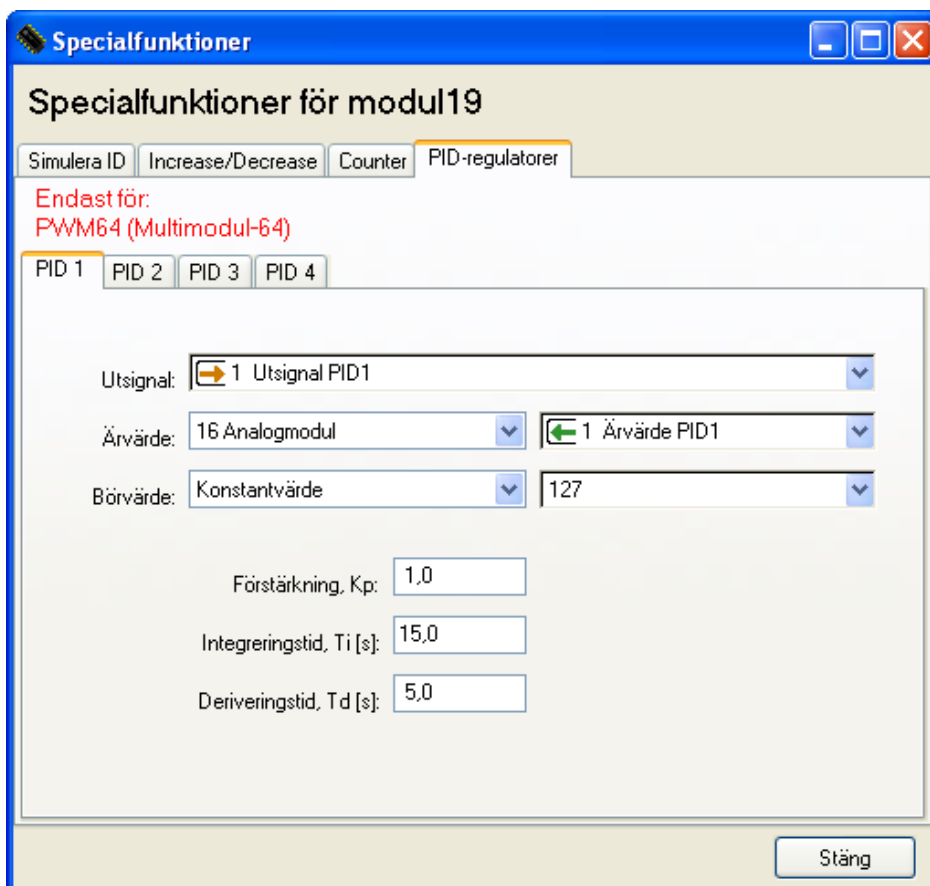 Specialfunktioner
Specialfunktioner för modul19
Simulera ID Increase/Decrease Counter PID-regulatorer
Endast för:
PWM64 (Multimodul-64)
PID 1 PID 2 PID 3 PID 4
Utsignal: 1 Utsignal PID1
Ärvärde: 16 Analogmodul 1 Ärvärde PID1
Börvärde: Konstantvärde 127
Förstärkning, Kp: 1,0
Integreringstid, Ti [s]: 15,0
Deriveringstid, Td [s]: 5,0
Stäng